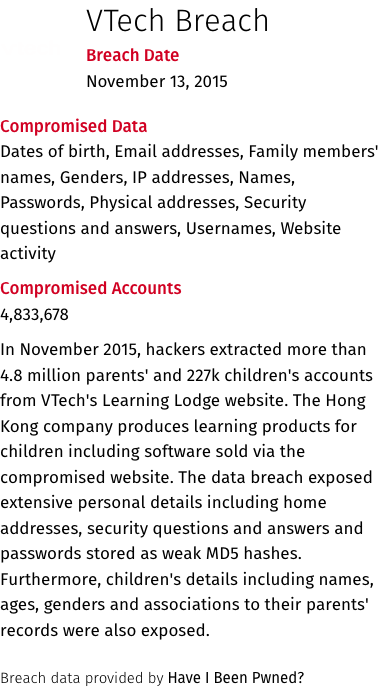 VTech Breach
Breach Date
November 13, 2015
Compromised Data
Dates of birth, Email addresses, Family members'
names, Genders, IP addresses, Names,
Passwords, Physical addresses, Security
questions and answers, Usernames, Website
activity
Compromised Accounts
4,833,678
In November 2015, hackers extracted more than
4.8 million parents' and 227k children's accounts
from VTech's Learning Lodge website. The Hong
Kong company produces learning products for
children including software sold via the
compromised website. The data breach exposed
extensive personal details including home
addresses, security questions and answers and
passwords stored as weak MD5 hashes.
Furthermore, children's details including names,
ages, genders and associations to their parents'
records were also exposed.
Breach data provided by Have I Been Pwned?